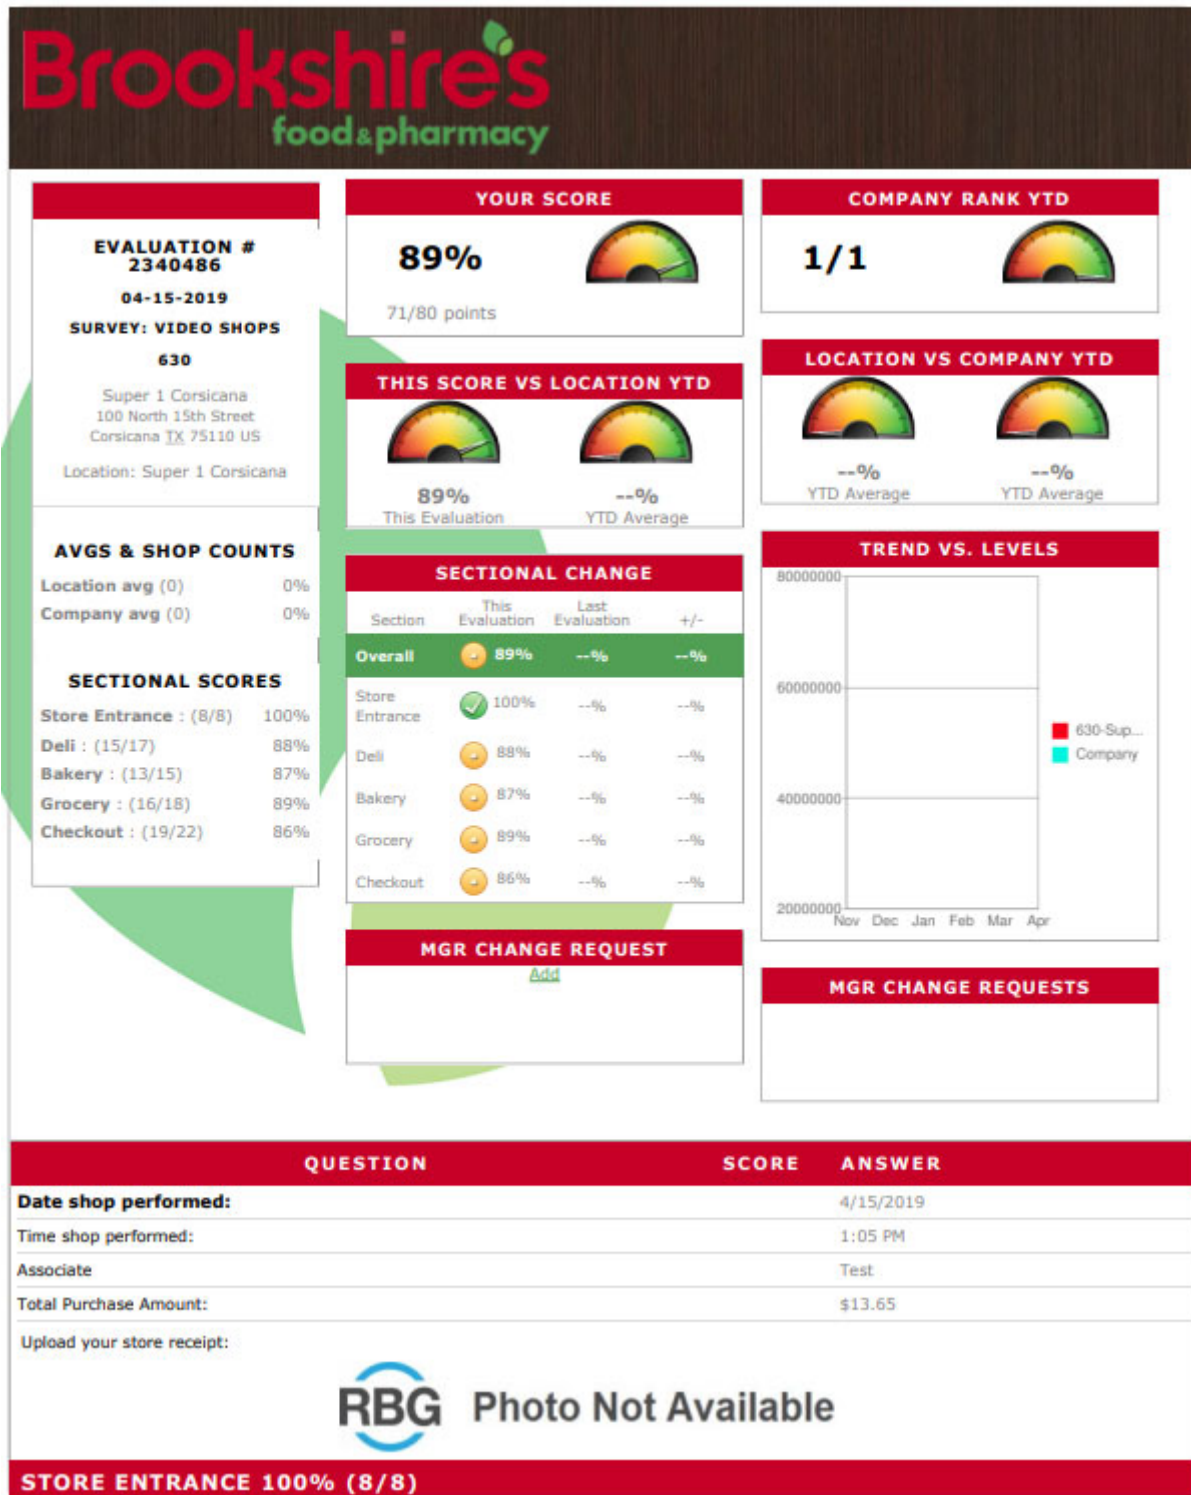 Brookshire's
food & pharmacy
EVALUATION #
2340486
04-15-2019
SURVEY: VIDEO SHOPS
630
Super 1 Corsicana
100 North 15th Street
Corsicana TX 75110 US
Location: Super 1 Corsicana
AVGS & SHOP COUNTS
Location avg (0) 0%
Company avg (0) 0%
SECTIONAL SCORES
Store Entrance : (8/8) 100%
Deli : (15/17) 88%
Bakery : (13/15) 87%
Grocery : (16/18) 89%
Checkout : (19/22) 86%
YOUR SCORE
89%
71/80 points
THIS SCORE VS LOCATION YTD
89% --%
This Evaluation YTD Average
SECTIONAL CHANGE
Section This Evaluation Last Evaluation +/-
Overall 89% --% --%
Store Entrance 100% --% --%
Deli 88% --% --%
Bakery 87% --% --%
Grocery 89% --% --%
Checkout 86% --% --%
MGR CHANGE REQUEST
Add
COMPANY RANK YTD
1/1
LOCATION VS COMPANY YTD
--% --%
YTD Average YTD Average
TREND VS. LEVELS
80000000
60000000
40000000
20000000
Nov Dec Jan Feb Mar Apr
630-Sup...
Company
MGR CHANGE REQUESTS
QUESTION SCORE ANSWER
Date shop performed: 4/15/2019
Time shop performed: 1:05 PM
Associate Test
Total Purchase Amount: $13.65
Upload your store receipt:
RBG Photo Not Available
STORE ENTRANCE 100% (8/8)